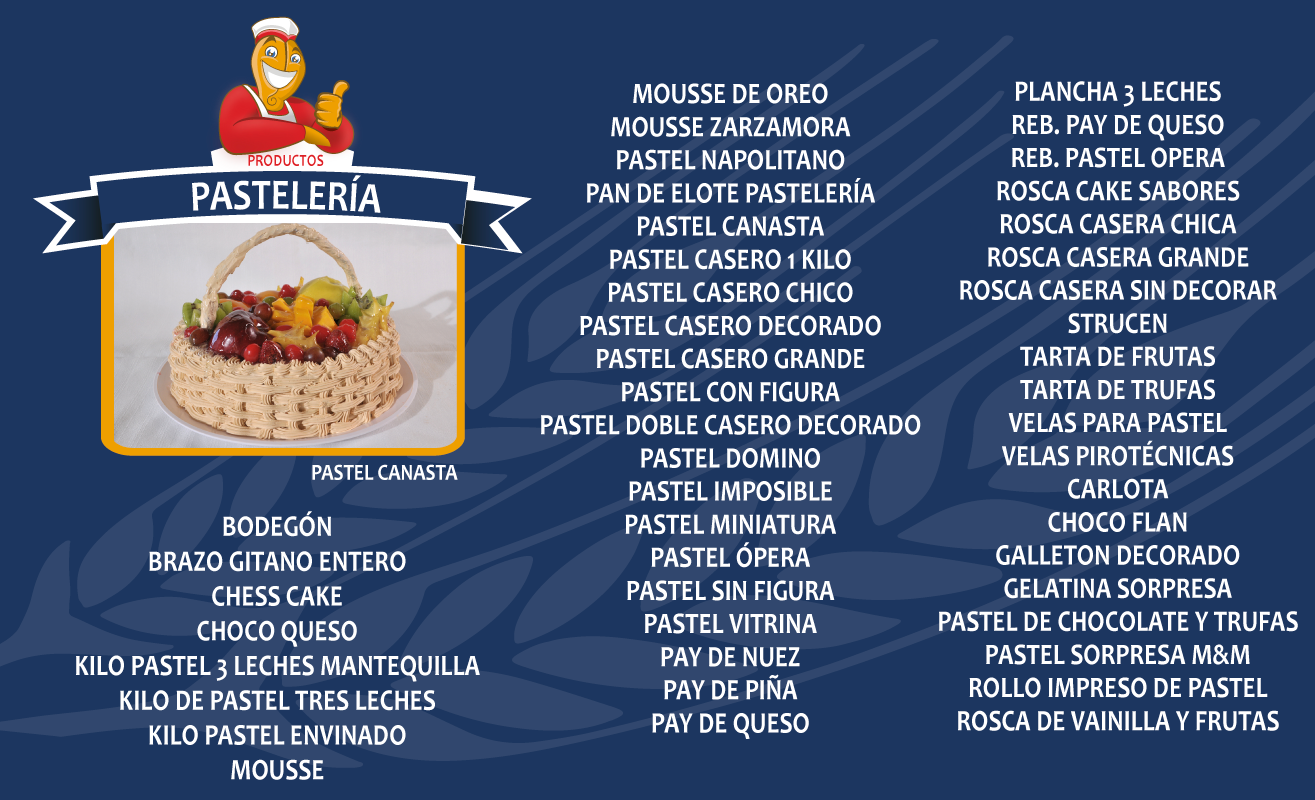 PRODUCTOS
PASTELERÍA
PASTEL CANASTA
BODEGÓN
BRAZO GITANO ENTERO
CHESS CAKE
CHOCO QUESO
KILO PASTEL 3 LECHES MANTEQUILLA
KILO DE PASTEL TRES LECHES
KILO PASTEL ENVINADO
MOUSSE
MOUSSE DE OREO
MOUSSE ZARZAMORA
PASTEL NAPOLITANO
PAN DE ELOTE PASTELERÍA
PASTEL CANASTA
PASTEL CASERO 1 KILO
PASTEL CASERO CHICO
PASTEL CASERO DECORADO
PASTEL CASERO GRANDE
PASTEL CON FIGURA
PASTEL DOBLE CASERO DECORADO
PASTEL DOMINO
PASTEL IMPOSIBLE
PASTEL MINIATURA
PASTEL ÓPERA
PASTEL SIN FIGURA
PASTEL VITRINA
PAY DE NUEZ
PAY DE PIÑA
PAY DE QUESO
PLANCHA 3 LECHES
REB. PAY DE QUESO
REB. PASTEL OPERA
ROSCA CAKE SABORES
ROSCA CASERA CHICA
ROSCA CASERA GRANDE
ROSCA CASERA SIN DECORAR
STRUCEN
TARTA DE FRUTAS
TARTA DE TRUFAS
VELAS PARA PASTEL
VELAS PIROTÉCNICAS
CARLOTA
CHOCO FLAN
GALLETON DECORADO
GELATINA SORPRESA
PASTEL DE CHOCOLATE Y TRUFAS
PASTEL SORPRESA M&M
ROLLO IMPRESO DE PASTEL
ROSCA DE VAINILLA Y FRUTAS